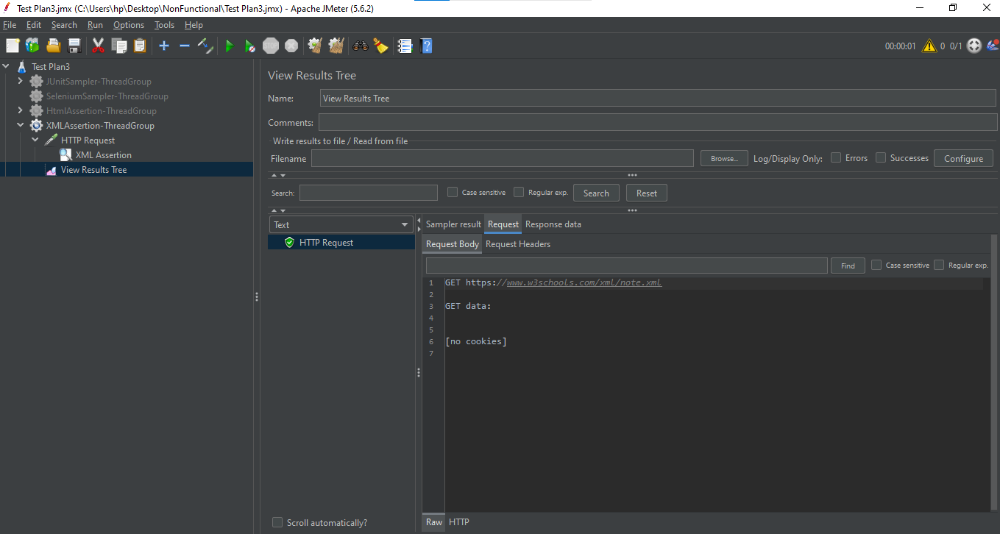 Test Plan3.jmx (C:\Users\hp\Desktop\NonFunctional\Test Plan3.jmx) - Apache JMeter (5.6.2)
File Edit Search Run Options Tools Help
STOP 00:00:01 0 0/1
Test Plan3
JUnitSampler-ThreadGroup
SeleniumSampler-ThreadGroup
HtmlAssertion-ThreadGroup
XMLAssertion-ThreadGroup
HTTP Request
XML Assertion
View Results Tree
View Results Tree
Name: View Results Tree
Comments:
Write results to file / Read from file
Filename Browse... Log/Display Only: Errors Successes Configure
Search: Case sensitive Regular exp. Search Reset
Text
HTTP Request
Scroll automatically?
Sampler result Request Response data
Request Body Request Headers
Find Case sensitive Regular exp.
1 GET https://www.w3schools.com/xml/note.xml
2
3 GET data:
4
5
6 [no cookies]
7
Raw HTTP